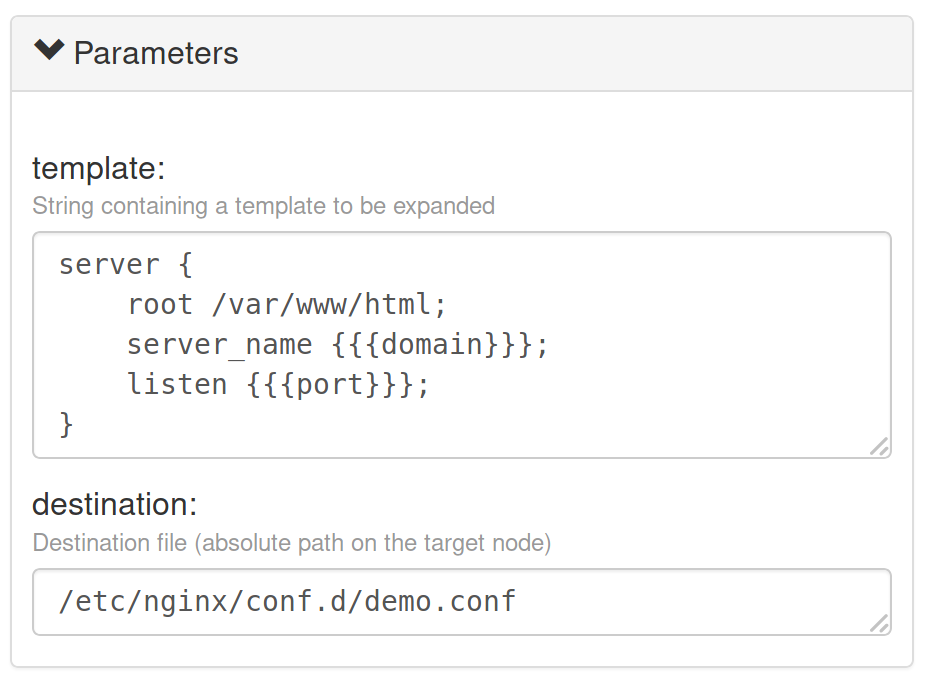 Parameters
template:
String containing a template to be expanded
server {
    root /var/www/html;
    server_name {{{domain}}};
    listen {{{port}}};
}
destination:
Destination file (absolute path on the target node)
/etc/nginx/conf.d/demo.conf